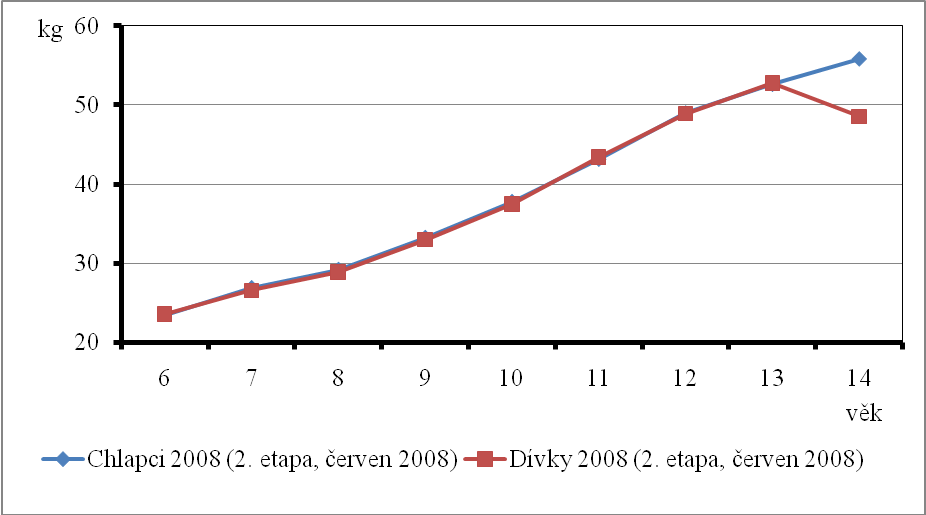 kg
60
50
40
30
20
6 7 8 9 10 11 12 13 14
věk
Chlapci 2008 (2. etapa, červen 2008) Dívky 2008 (2. etapa, červen 2008)